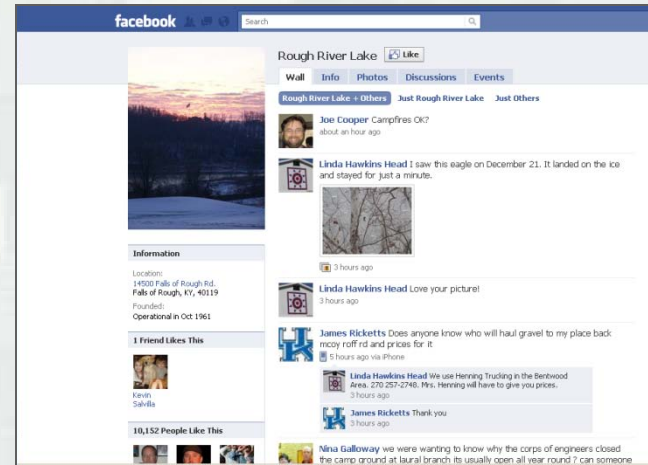 facebook
Search
Rough River Lake Like
Wall Info Photos Discussions Events
Rough River Lake + Others Just Rough River Lake Just Others
Joe Cooper Campfires OK?
about an hour ago
Linda Hawkins Head I saw this eagle on December 21. It landed on the ice
and stayed for just a minute.
3 hours ago
Linda Hawkins Head Love your picture!
3 hours ago
James Ricketts Does anyone know who will haul gravel to my place back
mcoy roff rd and prices for it
5 hours ago via iPhone
Linda Hawkins Head We use Henning Trucking in the Bentwood
Area. 270 257-2748. Mrs. Henning will have to give you prices.
3 hours ago
James Ricketts Thank you
3 hours ago
Nina Galloway we were wanting to know why the corps of engineers closed
the camp ground at laural branch its usually open all year round ? can someone
Information
Location:
14500 Falls of Rough Rd.
Falls of Rough, KY, 40119
Founded:
Operational in Oct 1961
1 Friend Likes This
Kevin
Salvilla
10,152 People Like This